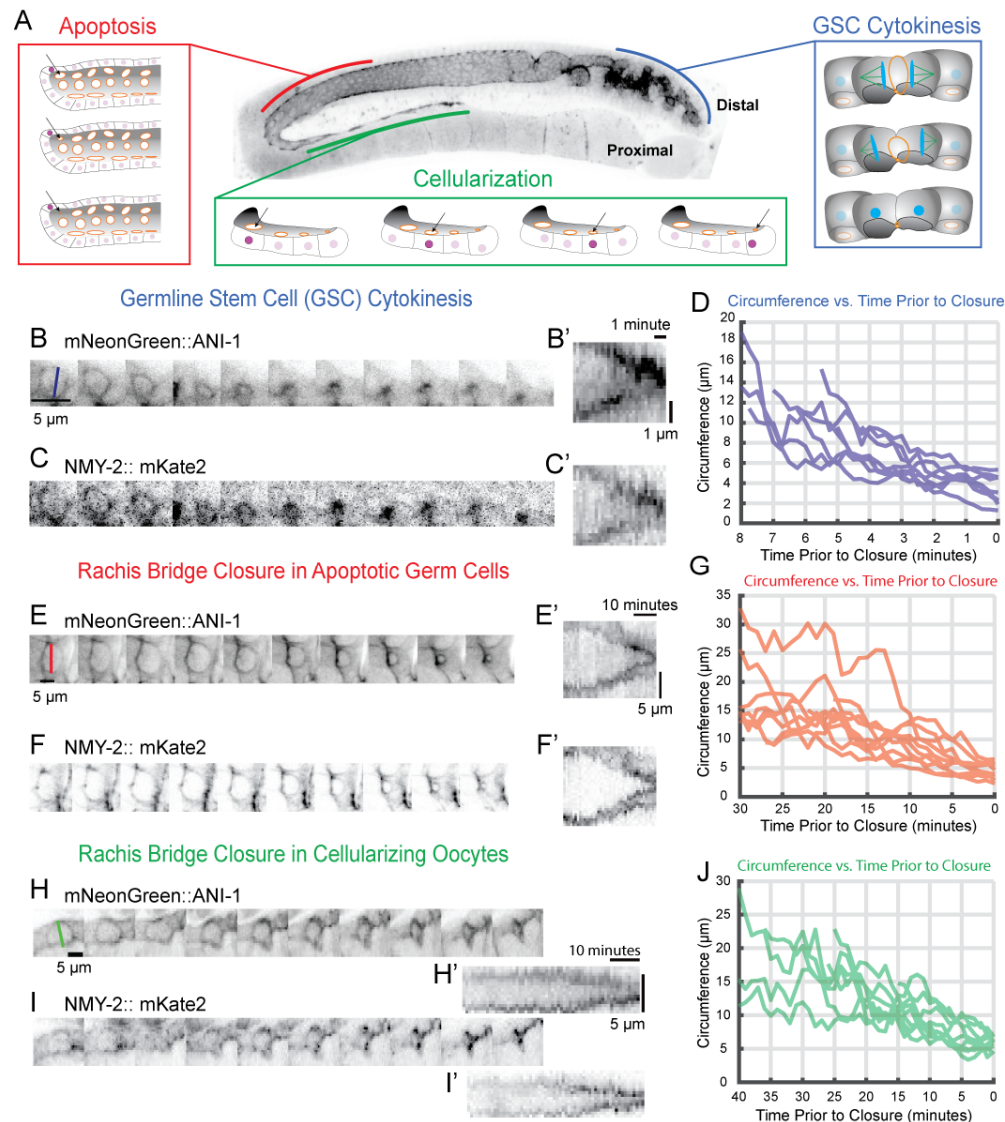 A
Apoptosis
GSC Cytokinesis
Distal
Proximal
Cellularization
Germline Stem Cell (GSC) Cytokinesis
B
mNeonGreen::ANI-1
5 µm
B'
1 minute
1 µm
C
NMY-2:: mKate2
C'
D
Circumference vs. Time Prior to Closure
Circumference (µm)
20
18
16
14
12
10
8
6
4
2
0
8 7 6 5 4 3 2 1 0
Time Prior to Closure (minutes)
Rachis Bridge Closure in Apoptotic Germ Cells
E
mNeonGreen::ANI-1
5 µm
E'
10 minutes
5 µm
F
NMY-2:: mKate2
F'
G
Circumference vs. Time Prior to Closure
Circumference (µm)
35
30
25
20
15
10
5
0
30 25 20 15 10 5 0
Time Prior to Closure (minutes)
Rachis Bridge Closure in Cellularizing Oocytes
H
mNeonGreen::ANI-1
5 µm
H'
10 minutes
5 µm
I
NMY-2:: mKate2
I'
J
Circumference vs. Time Prior to Closure
Circumference (µm)
30
25
20
15
10
5
0
40 35 30 25 20 15 10 5 0
Time Prior to Closure (minutes)